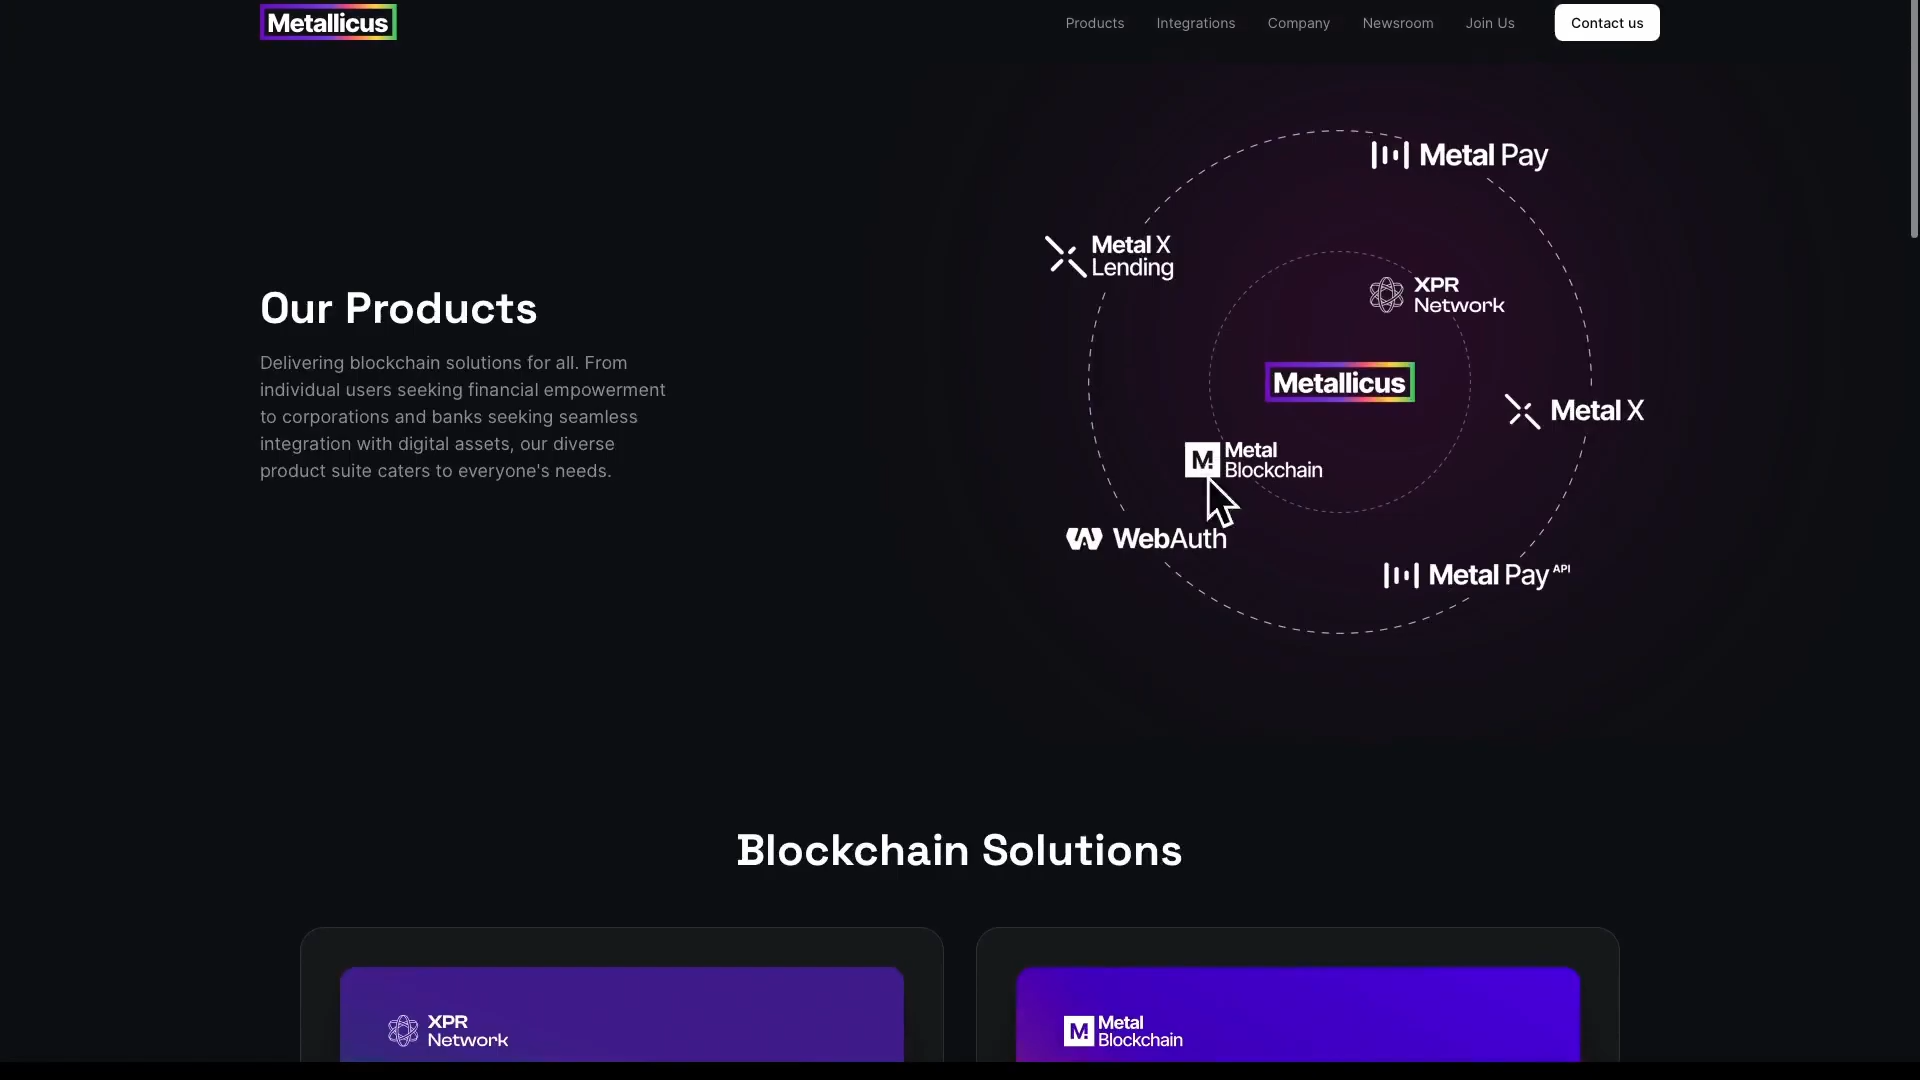 Metallicus
Products
Integrations
Company
Newsroom
Join Us
Contact us
Metal Pay
Metal X
Lending
XPR
Network
Our Products
Delivering blockchain solutions for all. From
individual users seeking financial empowerment
to corporations and banks seeking seamless
integration with digital assets, our diverse
product suite caters to everyone's needs.
Metallicus
Metal X
M Metal
Blockchain
WebAuth
Metal Pay API
Blockchain Solutions
XPR
Network
M Metal
Blockchain